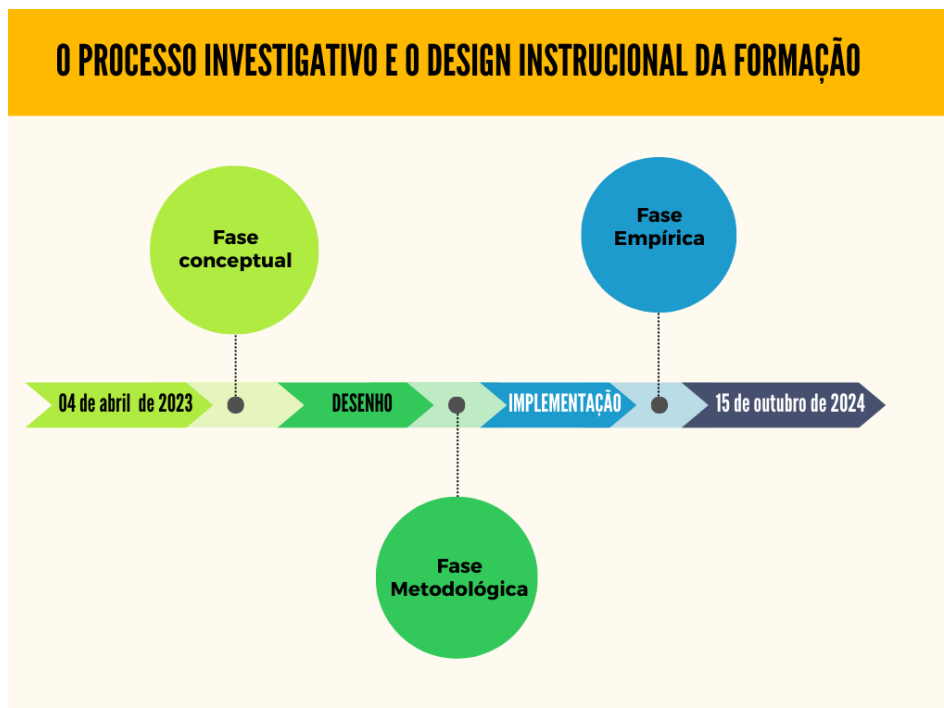 O PROCESSO INVESTIGATIVO E O DESIGN INSTRUCIONAL DA FORMAÇÃO
Fase
conceptual
Fase
Empírica
04 de abril de 2023
DESENHO
IMPLEMENTAÇÃO
15 de outubro de 2024
Fase
Metodológica